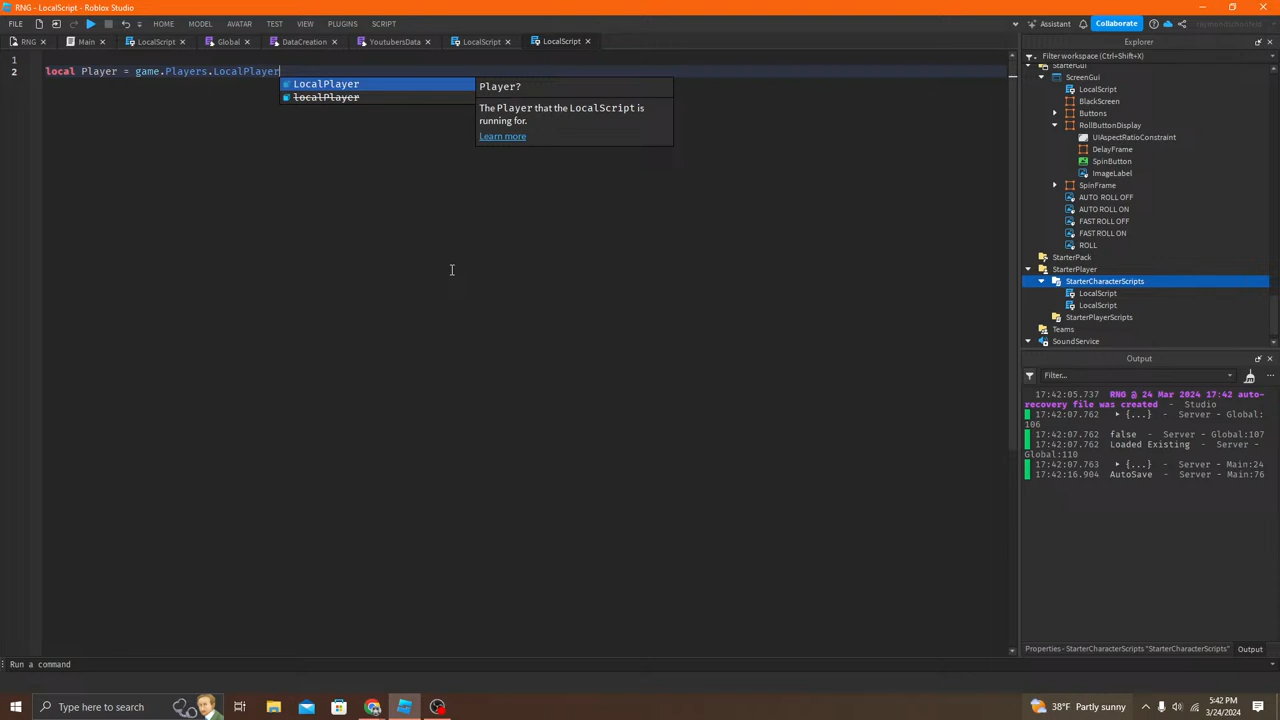 RNG - LocalScript - Roblox Studio
FILE HOME MODEL AVATAR TEST VIEW PLUGINS SCRIPT Assistant Collaborate
RNG Main LocalScript Global DataCreation YoutubersData LocalScript LocalScript
1
2 local Player = game.Players.LocalPlayer
LocalPlayer
localPlayer
Player?
The Player that the LocalScript is
running for.
Learn more
Explorer
Filter workspace (Ctrl+Shift+X)
StarterGui
ScreenGui
LocalScript
BlackScreen
Buttons
RollButtonDisplay
UIAspectRatioConstraint
DelayFrame
SpinButton
ImageLabel
SpinFrame
AUTO ROLL OFF
AUTO ROLL ON
FAST ROLL OFF
FAST ROLL ON
ROLL
StarterPack
StarterPlayer
StarterCharacterScripts
LocalScript
LocalScript
StarterPlayerScripts
Teams
SoundService
Output
Filter...
17:42:05.737 RNG @ 24 Mar 2024 17:42 auto-
recovery file was created - Studio
17:42:07.762 ▸ {...} - Server - Global:
106
17:42:07.762 false - Server - Global:107
17:42:07.762 Loaded Existing - Server -
Global:110
17:42:07.763 ▸ {...} - Server - Main:24
17:42:16.904 AutoSave - Server - Main:76
Properties - StarterCharacterScripts "StarterCharacterScripts" Output
Run a command
Type here to search
38°F Partly sunny
5:42 PM
3/24/2024